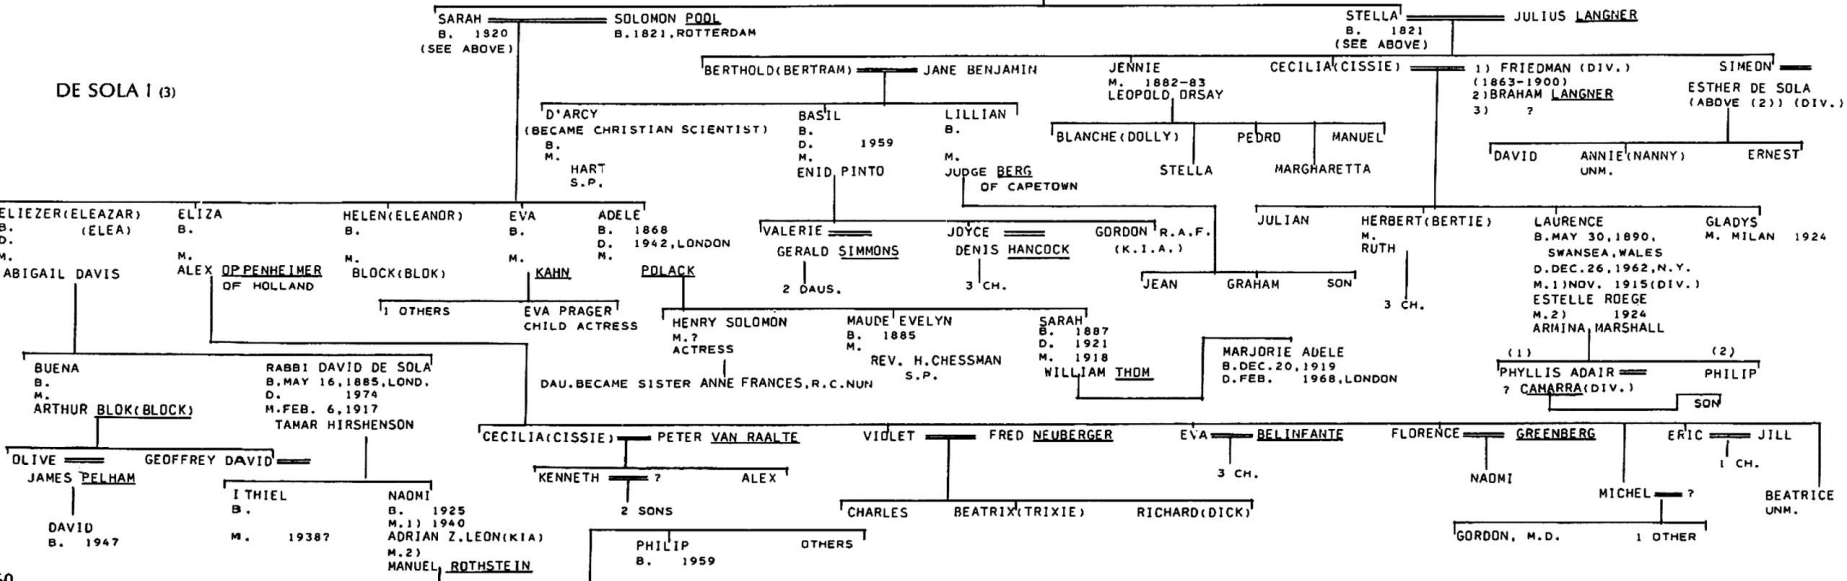 SARAH SOLOMON POOL
B. 1820 B.1821,ROTTERDAM
(SEE ABOVE)
STELLA JULIUS LANGNER
B. 1821
(SEE ABOVE)
DE SOLA I (3)
BERTHOLD(BERTRAM) JANE BENJAMIN
JENNIE
M. 1882-83
LEOPOLD ORSAY
CECILIA(CISSIE) 1) FRIEDMAN (DIV.)
(1863-1900)
2)BRAHAM LANGNER
3) ?
SIMEON
ESTHER DE SOLA
(ABOVE (2)) (DIV.)
D'ARCY
(BECAME CHRISTIAN SCIENTIST)
B.
M.
HART
S.P.
BASIL
B.
D. 1959
M.
ENID PINTO
LILLIAN
B.
M.
JUDGE BERG
OF CAPETOWN
BLANCHE(DOLLY) PEDRO MANUEL
STELLA MARGHARETTA
DAVID ANNIE(NANNY) ERNEST
UNM.
ELIEZER(ELEAZAR)
B. (ELEA)
D.
M.
ABIGAIL DAVIS
ELIZA
B.
M.
ALEX OPPENHEIMER
OF HOLLAND
HELEN(ELEANOR)
B.
M.
BLOCK(BLOK)
EVA
B.
M.
KAHN
ADELE
B. 1868
D. 1942,LONDON
M.
POLACK
VALERIE
GERALD SIMMONS
2 DAUS.
JOYCE
DENIS HANCOCK
3 CH.
GORDON R.A.F.
(K.I.A.)
JEAN GRAHAM SON
JULIAN
HERBERT(BERTIE)
M.
RUTH
3 CH.
LAURENCE
B.MAY 30,1890,
SWANSEA,WALES
D.DEC.26,1962,N.Y.
M.1)NOV. 1915(DIV.)
ESTELLE ROEGE
M.2) 1924
ARMINA MARSHALL
GLADYS
M. MILAN 1924
1 OTHERS EVA PRAGER
CHILD ACTRESS
HENRY SOLOMON
M.?
ACTRESS
DAU.BECAME SISTER ANNE FRANCES,R.C.NUN
MAUDE EVELYN
B. 1885
M.
REV. H.CHESSMAN
S.P.
SARAH
B. 1887
D. 1921
M. 1918
WILLIAM THOM
MARJORIE ADELE
B.DEC.20,1919
D.FEB. 1968,LONDON
(1) (2)
PHYLLIS ADAIR PHILIP
? CAMARRA(DIV.)
SON
BUENA
B.
M.
ARTHUR BLOK(BLOCK)
RABBI DAVID DE SOLA
B.MAY 16,1885,LOND.
D. 1974
M.FEB. 6,1917
TAMAR HIRSHENSON
CECILIA(CISSIE) PETER VAN RAALTE
VIOLET FRED NEUBERGER
EVA BELINFANTE
3 CH.
FLORENCE GREENBERG
NAOMI
ERIC JILL
1 CH.
OLIVE GEOFFREY DAVID
JAMES PELHAM
DAVID
B. 1947
ITHIEL
B.
M. 1938?
NAOMI
B. 1925
M.1) 1940
ADRIAN Z.LEON(KIA)
M.2)
MANUEL ROTHSTEIN
KENNETH ? ALEX
2 SONS
CHARLES BEATRIX(TRIXIE) RICHARD(DICK)
MICHEL ?
BEATRICE
UNM.
GORDON, M.D. 1 OTHER
PHILIP OTHERS
B. 1959